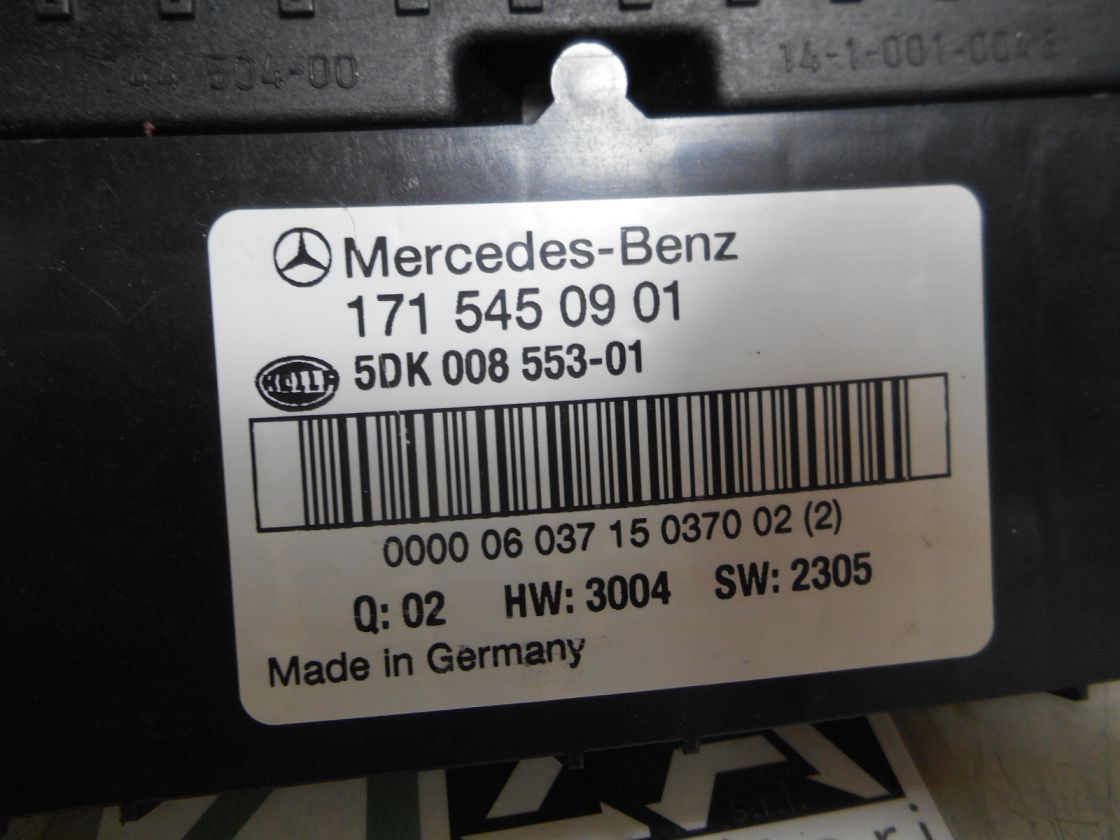 504-00
14-1-001-004
Mercedes-Benz
171 545 09 01
HELLA
5DK 008 553-01
0000 06 037 15 0370 02 (2)
Q: 02 HW: 3004 SW: 2305
Made in Germany
s.r.l.